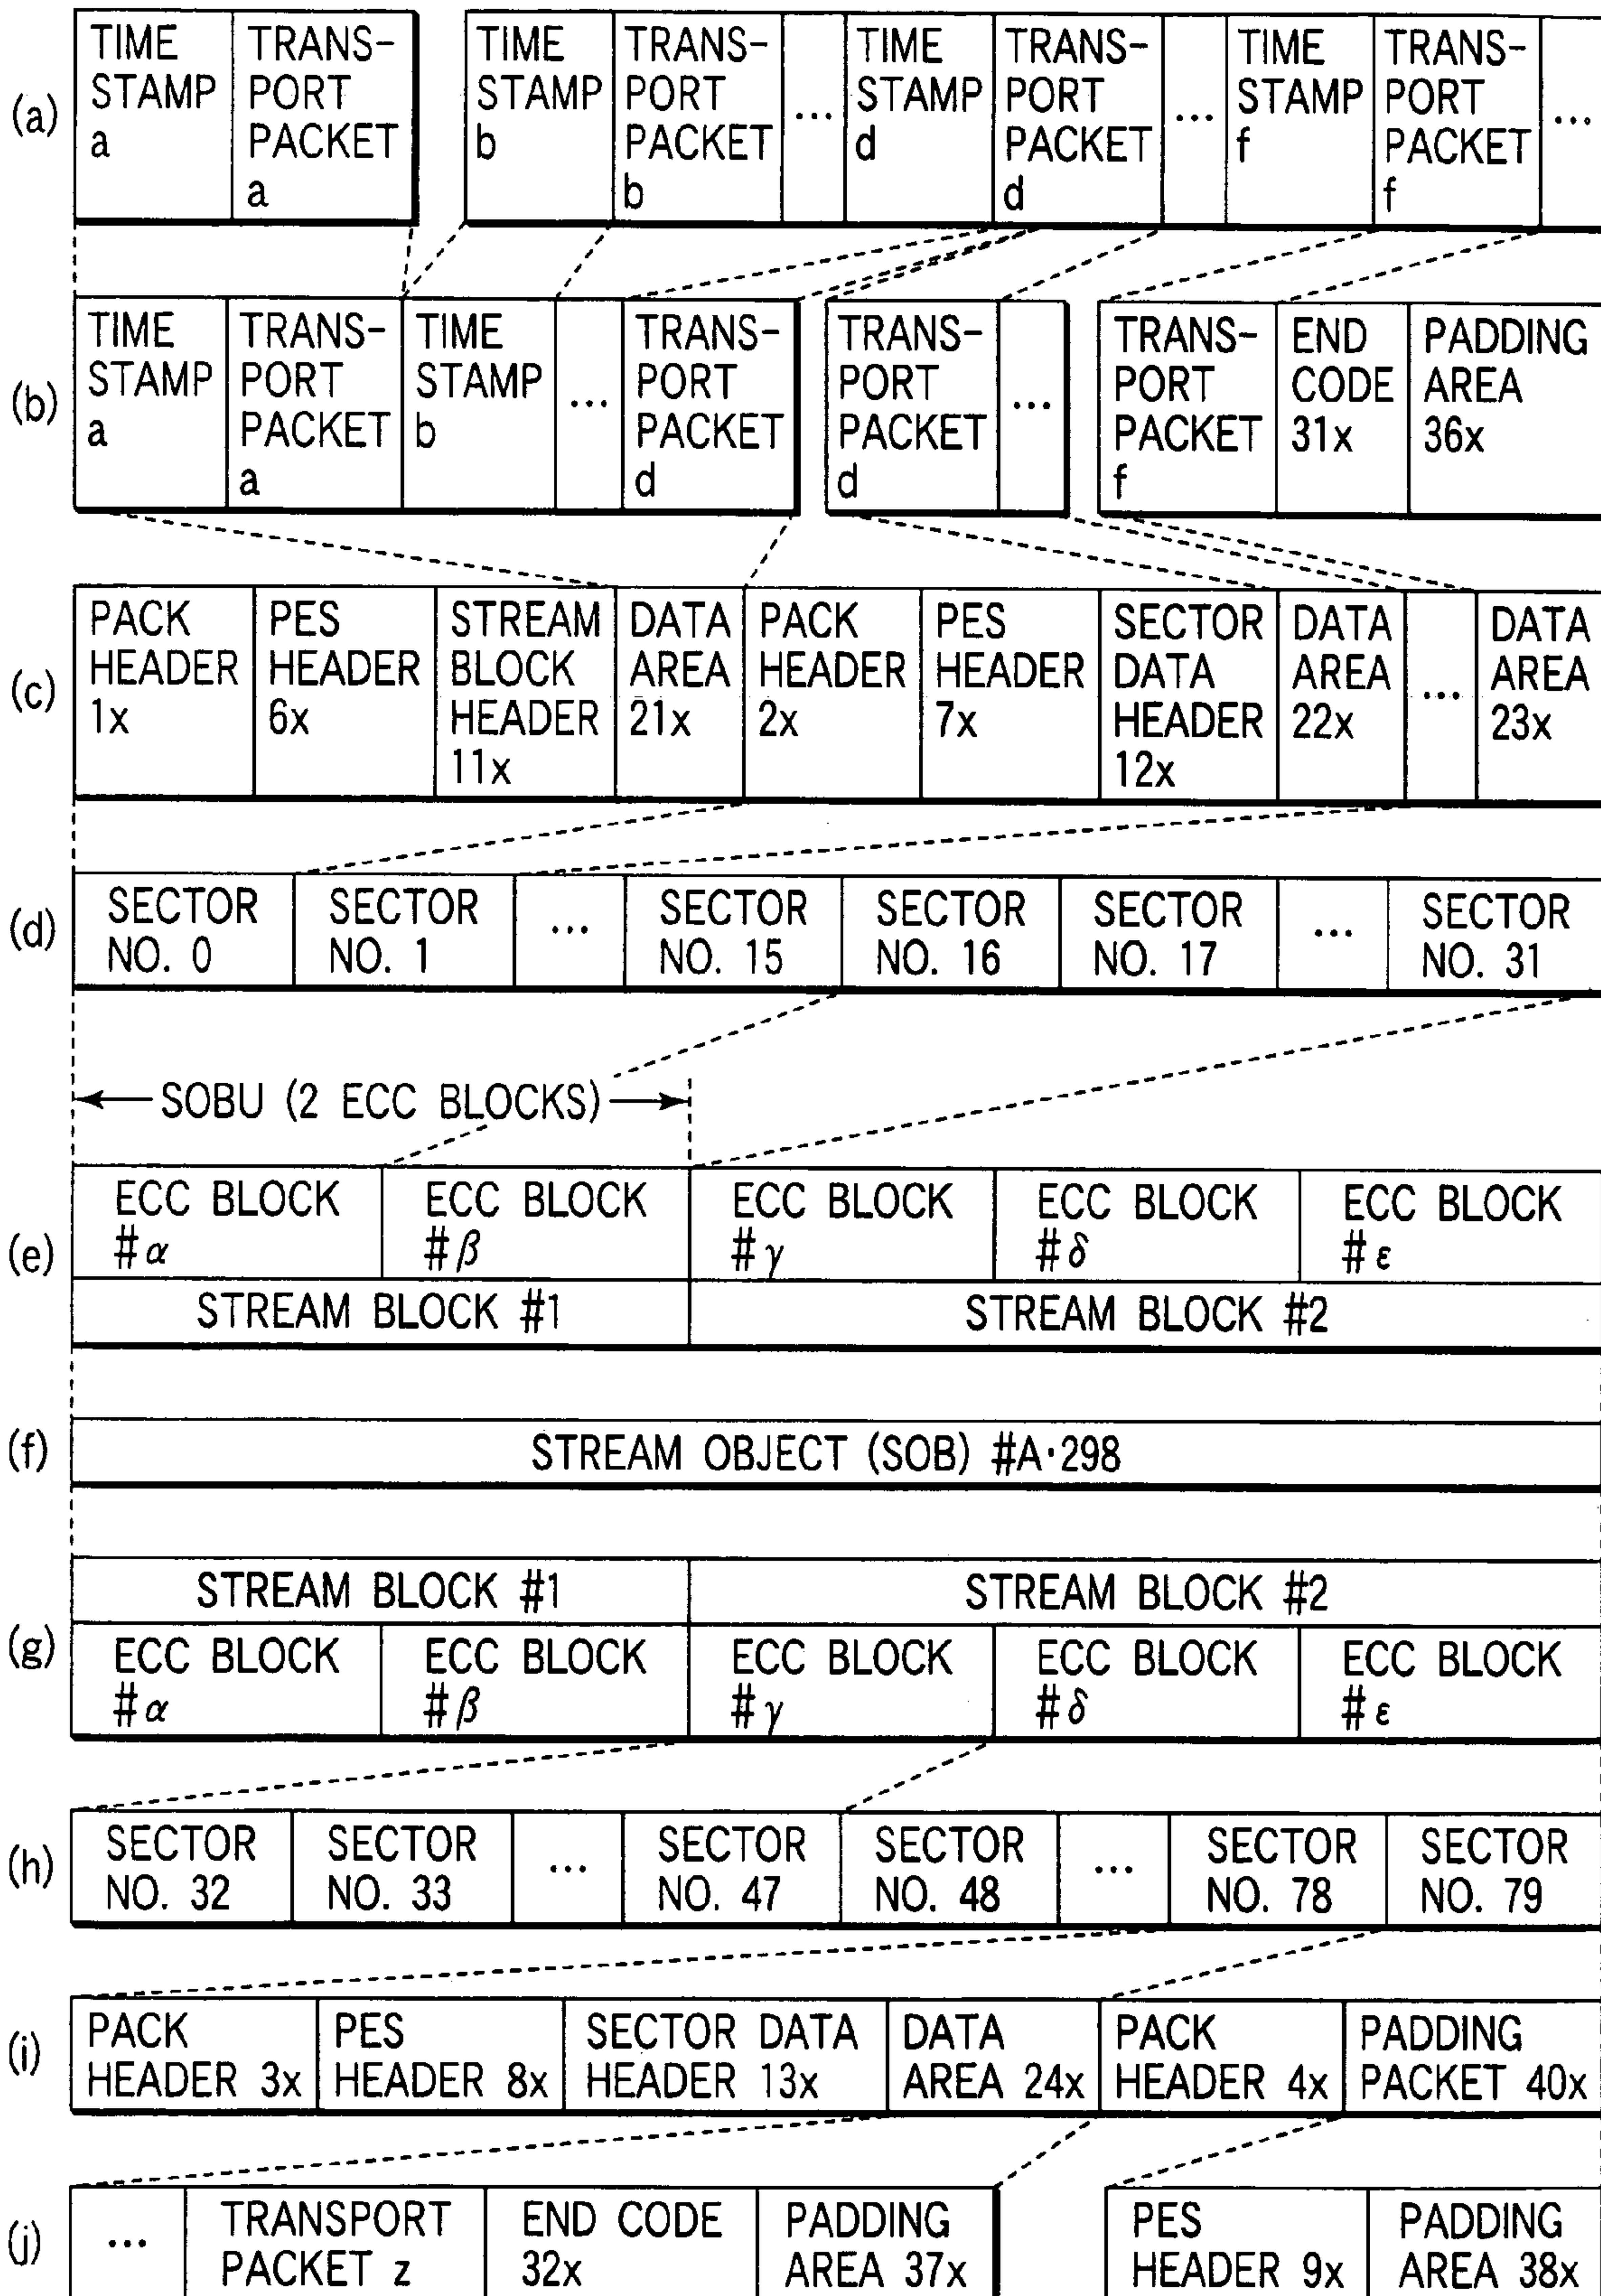 (a)
TIME STAMP a
TRANS-PORT PACKET a
TIME STAMP b
TRANS-PORT PACKET b
...
TIME STAMP d
TRANS-PORT PACKET d
...
TIME STAMP f
TRANS-PORT PACKET f
...
(b)
TIME STAMP a
TRANS-PORT PACKET a
TIME STAMP b
...
TRANS-PORT PACKET d
TRANS-PORT PACKET d
...
TRANS-PORT PACKET f
END CODE 31x
PADDING AREA 36x
(c)
PACK HEADER 1x
PES HEADER 6x
STREAM BLOCK HEADER 11x
DATA AREA 21x
PACK HEADER 2x
PES HEADER 7x
SECTOR DATA HEADER 12x
DATA AREA 22x
...
DATA AREA 23x
(d)
SECTOR NO. 0
SECTOR NO. 1
...
SECTOR NO. 15
SECTOR NO. 16
SECTOR NO. 17
...
SECTOR NO. 31
SOBU (2 ECC BLOCKS)
(e)
ECC BLOCK #α
ECC BLOCK #β
ECC BLOCK #γ
ECC BLOCK #δ
ECC BLOCK #ε
STREAM BLOCK #1
STREAM BLOCK #2
(f)
STREAM OBJECT (SOB) #A·298
(g)
STREAM BLOCK #1
STREAM BLOCK #2
ECC BLOCK #α
ECC BLOCK #β
ECC BLOCK #γ
ECC BLOCK #δ
ECC BLOCK #ε
(h)
SECTOR NO. 32
SECTOR NO. 33
...
SECTOR NO. 47
SECTOR NO. 48
...
SECTOR NO. 78
SECTOR NO. 79
(i)
PACK HEADER 3x
PES HEADER 8x
SECTOR DATA HEADER 13x
DATA AREA 24x
PACK HEADER 4x
PADDING PACKET 40x
(j)
...
TRANSPORT PACKET z
END CODE 32x
PADDING AREA 37x
PES HEADER 9x
PADDING AREA 38x